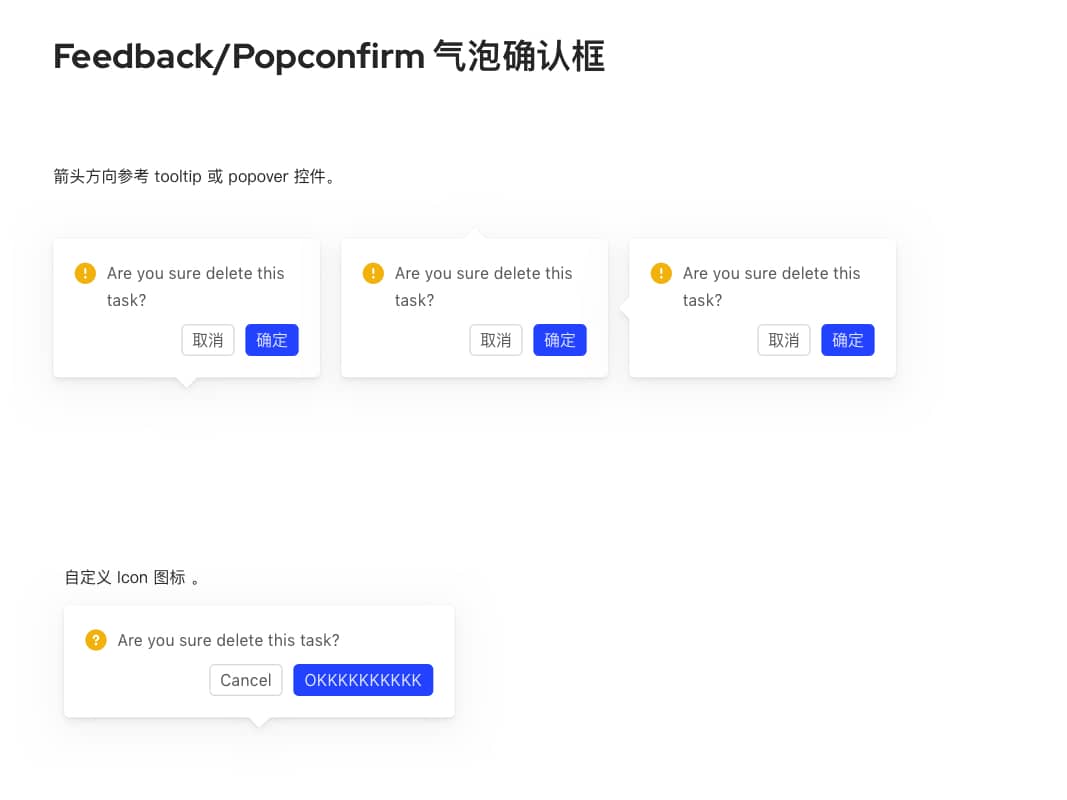 Feedback/Popconfirm 气泡确认框
箭头方向参考 tooltip 或 popover 控件。
Are you sure delete this
task?
取消 确定
Are you sure delete this
task?
取消 确定
Are you sure delete this
task?
取消 确定
自定义 Icon 图标 。
Are you sure delete this task?
Cancel OKKKKKKKKKK